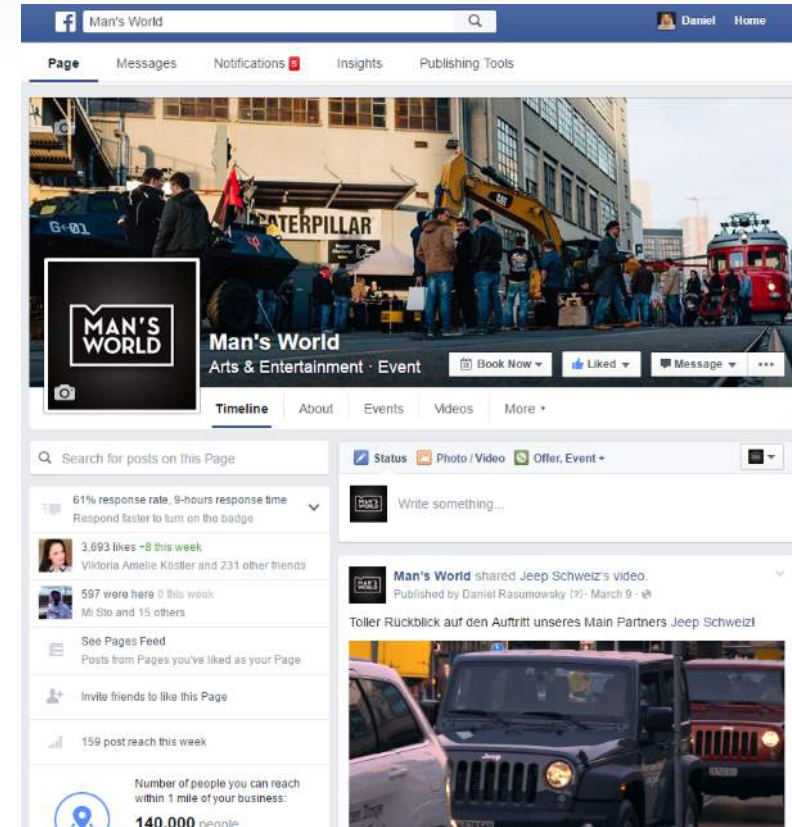 Man's World
Daniel Home
Page Messages Notifications 5 Insights Publishing Tools
G-01
CATERPILLAR
CAT
MAN'S
WORLD
Man's World
Arts & Entertainment · Event
Book Now
Liked
Message
Timeline About Events Videos More
Search for posts on this Page
61% response rate, 9-hours response time
Respond faster to turn on the badge
3,693 likes +8 this week
Viktoria Amelie Köstler and 231 other friends
597 were here 0 this week
Mi Sto and 15 others
See Pages Feed
Posts from Pages you've liked as your Page
Invite friends to like this Page
159 post reach this week
Number of people you can reach
within 1 mile of your business:
140,000 people
Status Photo / Video Offer, Event +
MAN'S
WORLD
Write something...
MAN'S
WORLD
Man's World shared Jeep Schweiz's video.
Published by Daniel Rasumowsky [?] · March 9 ·
Toller Rückblick auf den Auftritt unseres Main Partners Jeep Schweiz!
Jeep